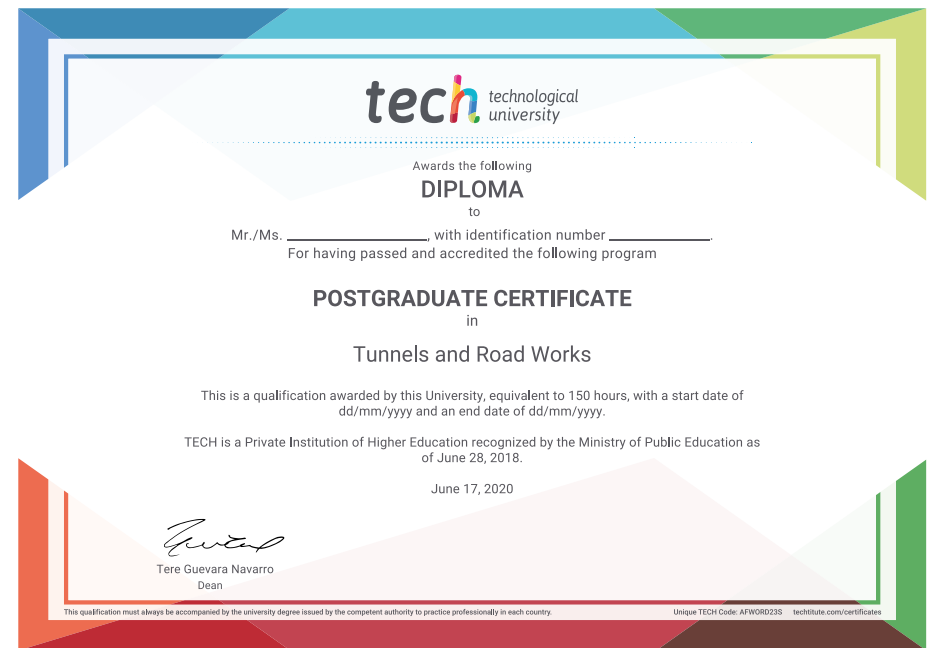 tech technological
university
Awards the following
DIPLOMA
to
Mr./Ms. ____________________, with identification number ______________.
For having passed and accredited the following program
POSTGRADUATE CERTIFICATE
in
Tunnels and Road Works
This is a qualification awarded by this University, equivalent to 150 hours, with a start date of
dd/mm/yyyy and an end date of dd/mm/yyyy.
TECH is a Private Institution of Higher Education recognized by the Ministry of Public Education as
of June 28, 2018.
June 17, 2020
Tere Guevara Navarro
Dean
This qualification must always be accompanied by the university degree issued by the competent authority to practice professionally in each country. Unique TECH Code: AFWORD23S techtitute.com/certificates